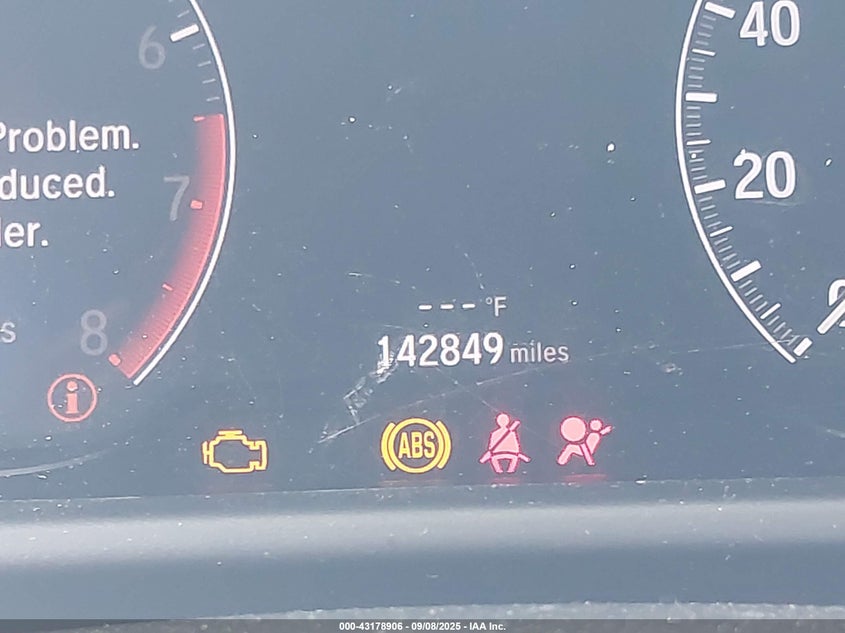 6
40
Problem.
duced.
7
20
ler.
--- °F
s
8
142849 miles
ABS
000-43178906 - 09/08/2025 - IAA Inc.